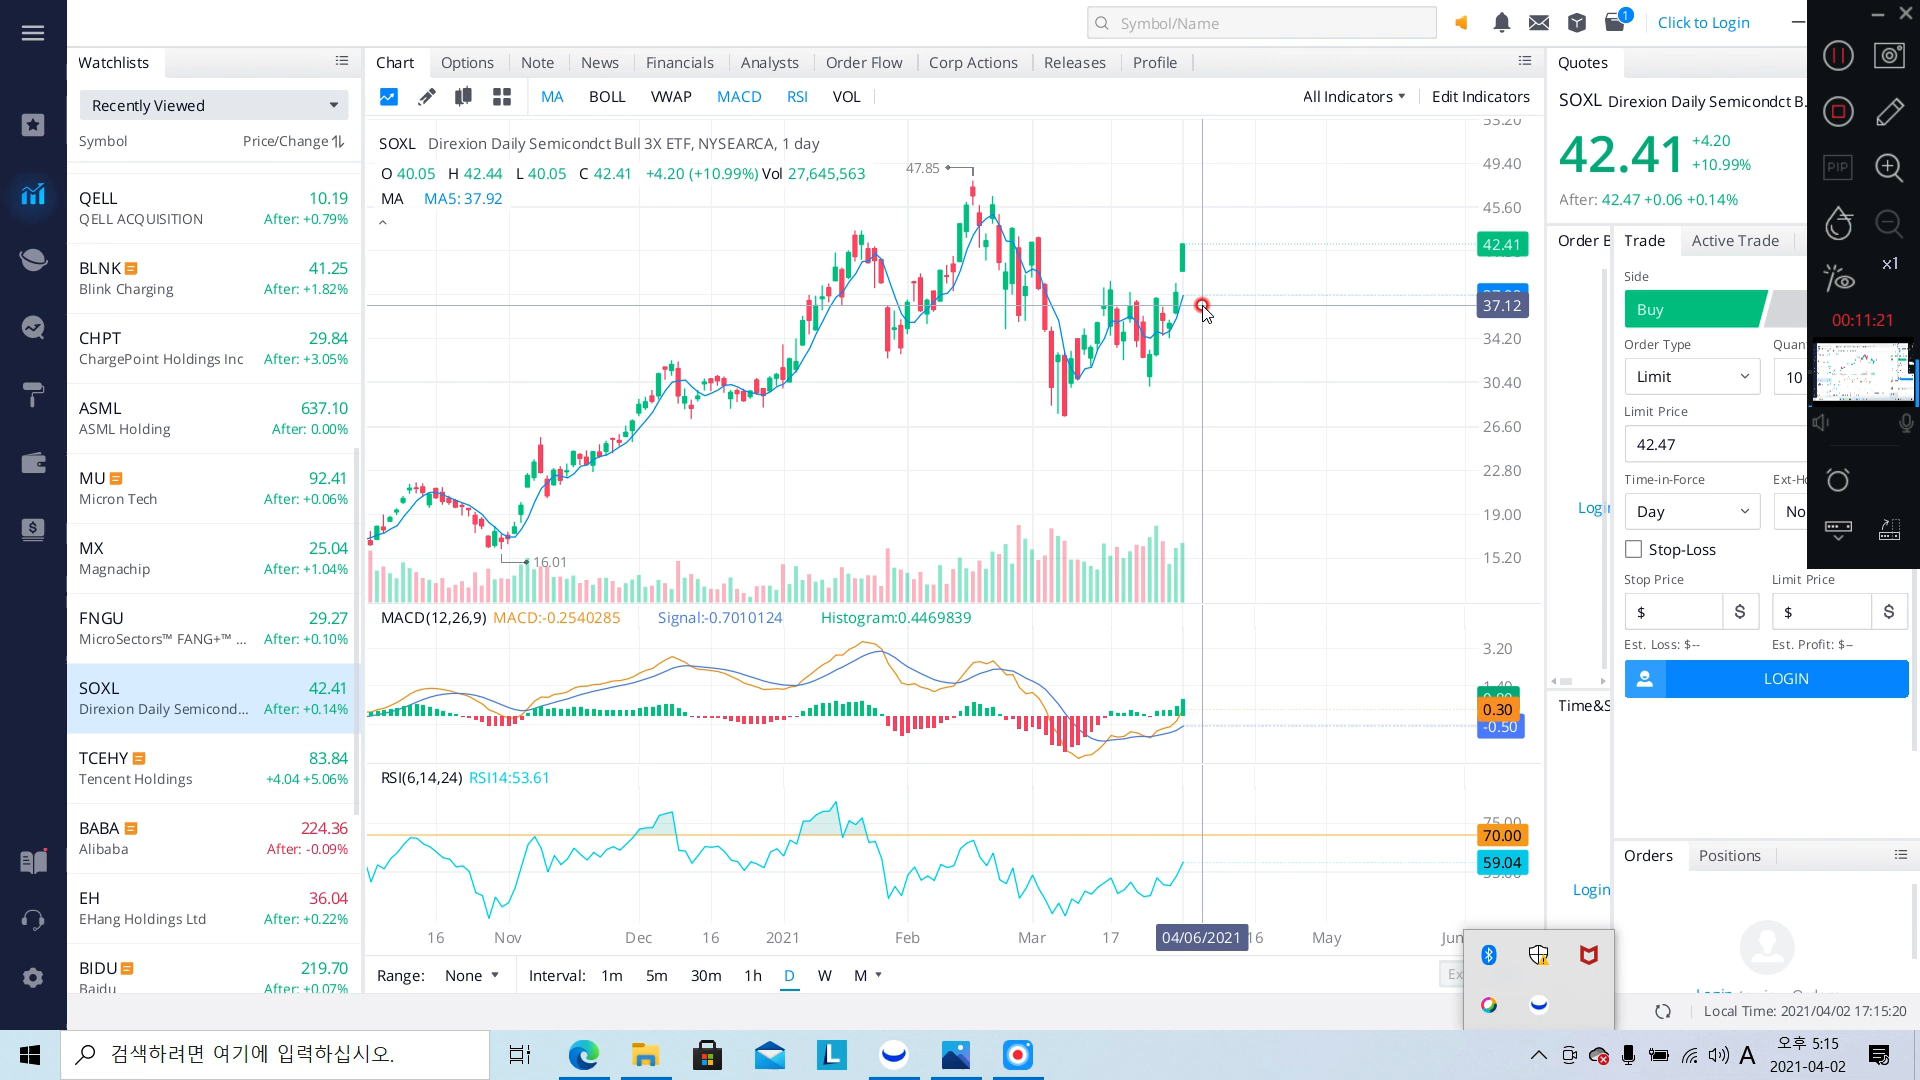 Symbol/Name
1
Click to Login
Watchlists
Chart
Options
Note
News
Financials
Analysts
Order Flow
Corp Actions
Releases
Profile
Quotes
Recently Viewed
Symbol
Price/Change
QELL 10.19
QELL ACQUISITION After: +0.79%
BLNK 41.25
Blink Charging After: +1.82%
CHPT 29.84
ChargePoint Holdings Inc After: +3.05%
ASML 637.10
ASML Holding After: 0.00%
MU 92.41
Micron Tech After: +0.06%
MX 25.04
Magnachip After: +1.04%
FNGU 29.27
MicroSectors™ FANG+™ ... After: +0.10%
SOXL 42.41
Direxion Daily Semicond... After: +0.14%
TCEHY 83.84
Tencent Holdings +4.04 +5.06%
BABA 224.36
Alibaba After: -0.09%
EH 36.04
EHang Holdings Ltd After: +0.22%
BIDU 219.70
Baidu After: +0.07%
MA BOLL VWAP MACD RSI VOL
All Indicators
Edit Indicators
SOXL Direxion Daily Semicondct Bull 3X ETF, NYSEARCA, 1 day
O 40.05 H 42.44 L 40.05 C 42.41 +4.20 (+10.99%) Vol 27,645,563
MA MA5: 37.92
47.85
16.01
53.20
49.40
45.60
42.41
37.12
34.20
30.40
26.60
22.80
19.00
15.20
MACD(12,26,9) MACD:-0.2540285 Signal:-0.7010124 Histogram:0.4469839
3.20
0.30
-0.50
RSI(6,14,24) RSI14:53.61
75.00
70.00
59.04
16 Nov Dec 16 2021 Feb Mar 17 04/06/2021 16 May Jun
Range: None
Interval: 1m 5m 30m 1h D W M
Ex
SOXL Direxion Daily Semicondct B.
42.41
+4.20
+10.99%
After: 42.47 +0.06 +0.14%
Order B
Trade
Active Trade
Side
Buy
Order Type
Quan
Limit
10
Limit Price
42.47
Time-in-Force
Ext-Ho
Day
No
Login
Stop-Loss
Stop Price
Limit Price
$ $
$ $
Est. Loss: $--
Est. Profit: $--
LOGIN
Time&S
Orders
Positions
Login
PIP
x1
00:11:21
Local Time: 2021/04/02 17:15:20
검색하려면 여기에 입력하십시오.
L
A
오후 5:15
2021-04-02